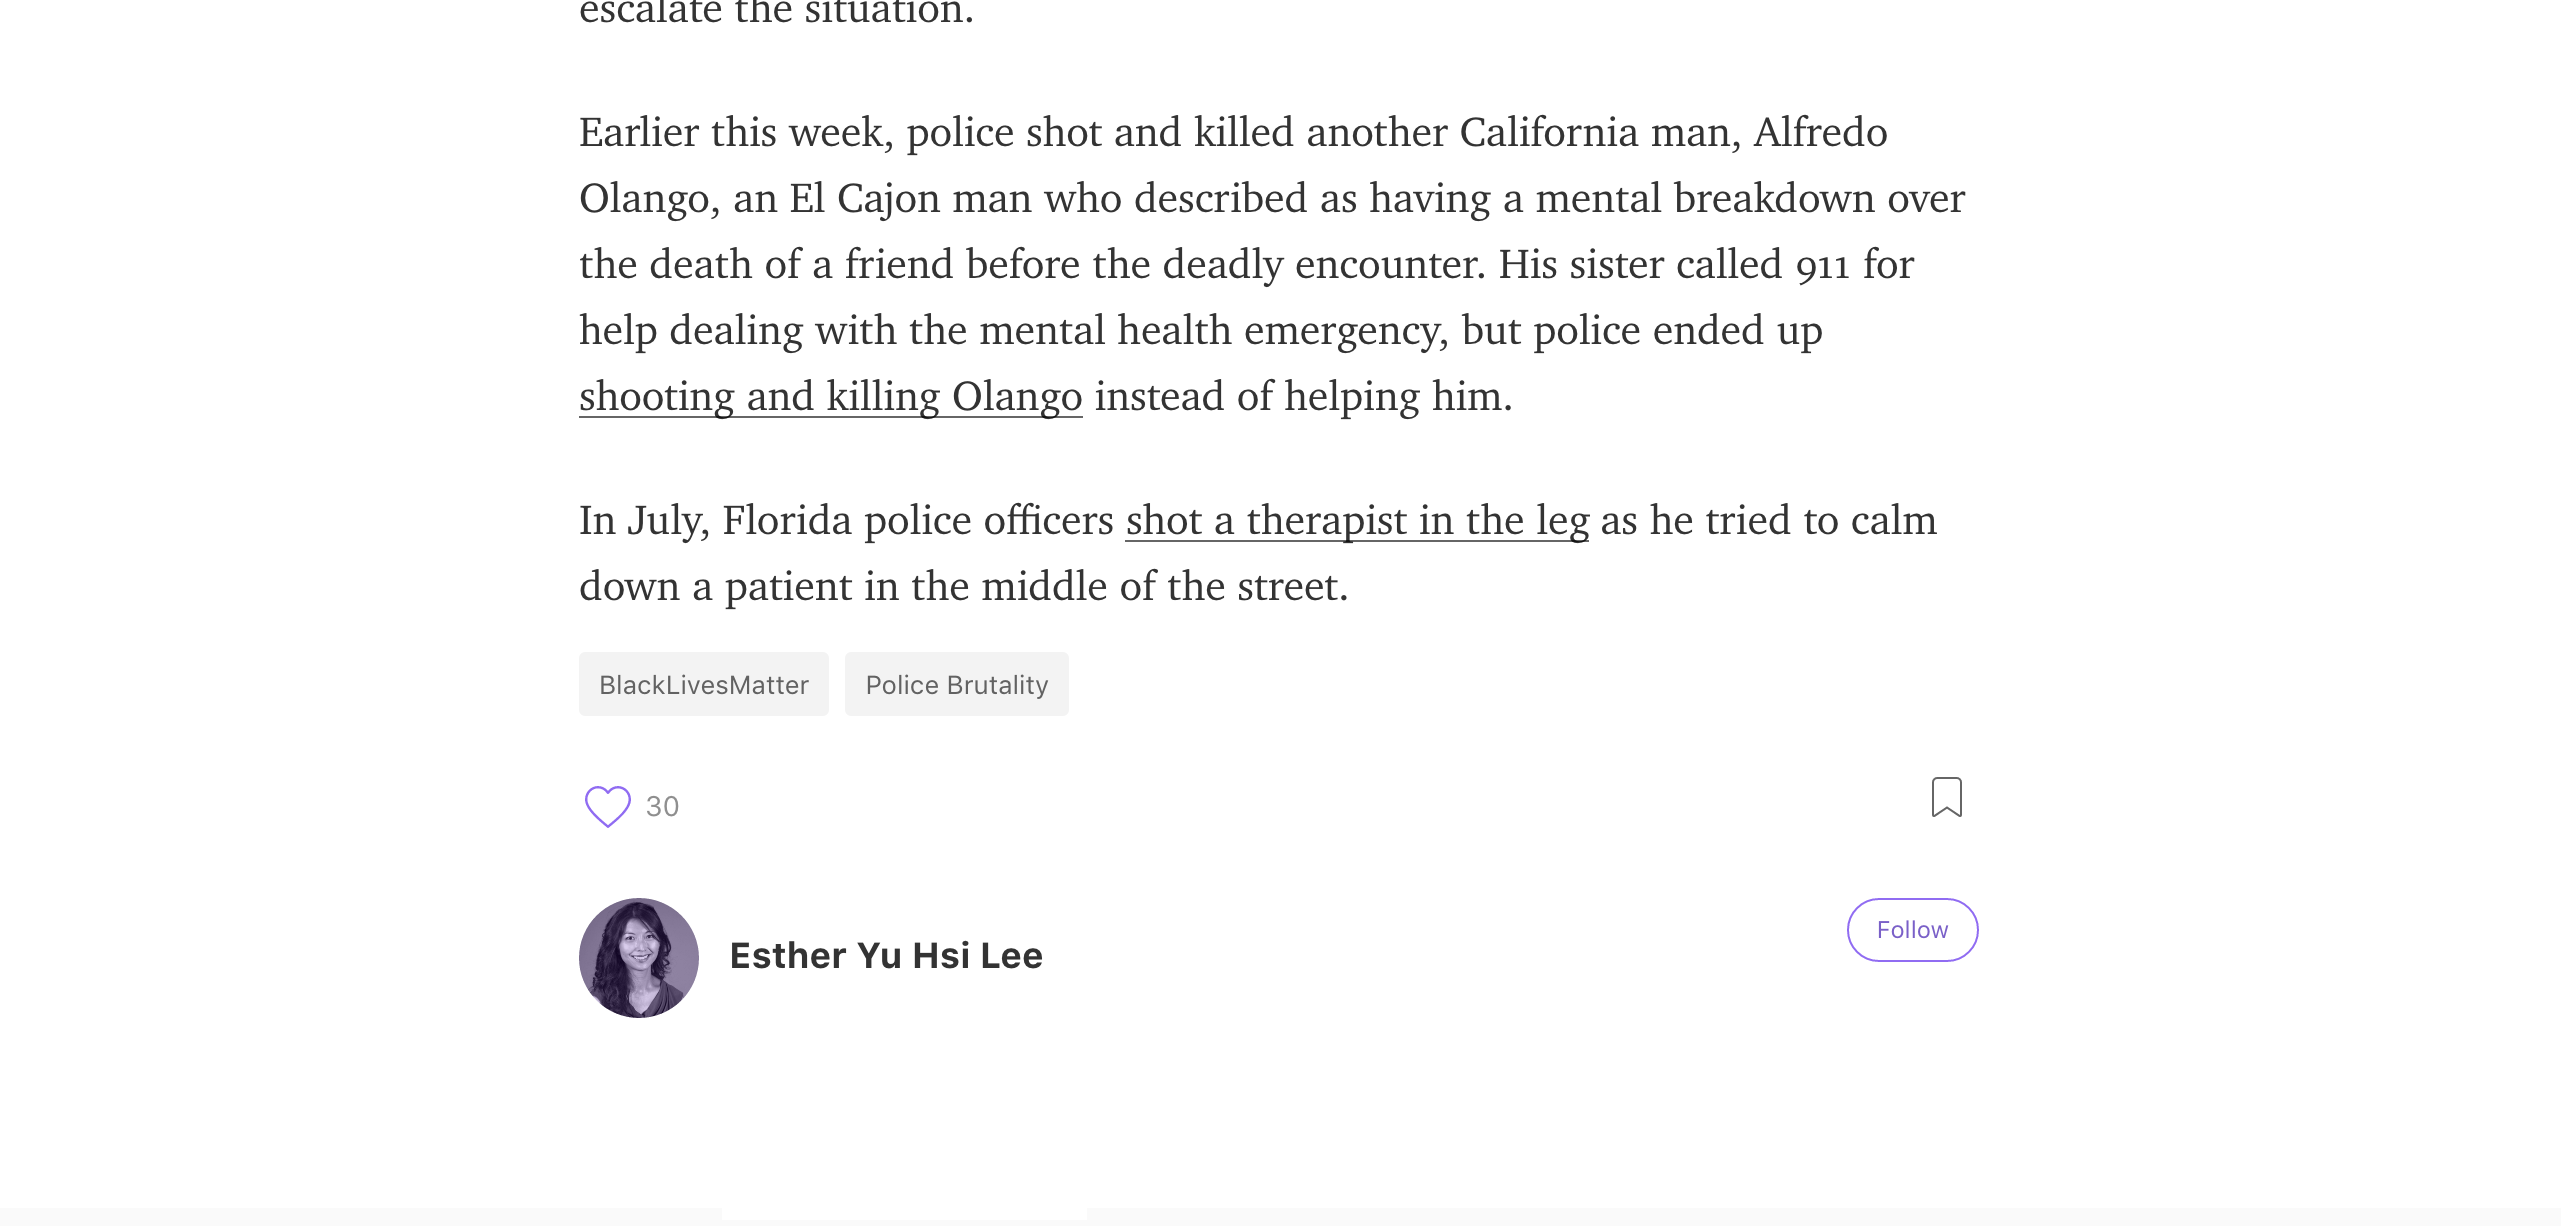 escalate the situation.
Earlier this week, police shot and killed another California man, Alfredo
Olango, an El Cajon man who described as having a mental breakdown over
the death of a friend before the deadly encounter. His sister called 911 for
help dealing with the mental health emergency, but police ended up
shooting and killing Olango instead of helping him.
In July, Florida police officers shot a therapist in the leg as he tried to calm
down a patient in the middle of the street.
BlackLivesMatter Police Brutality
30
Esther Yu Hsi Lee
Follow